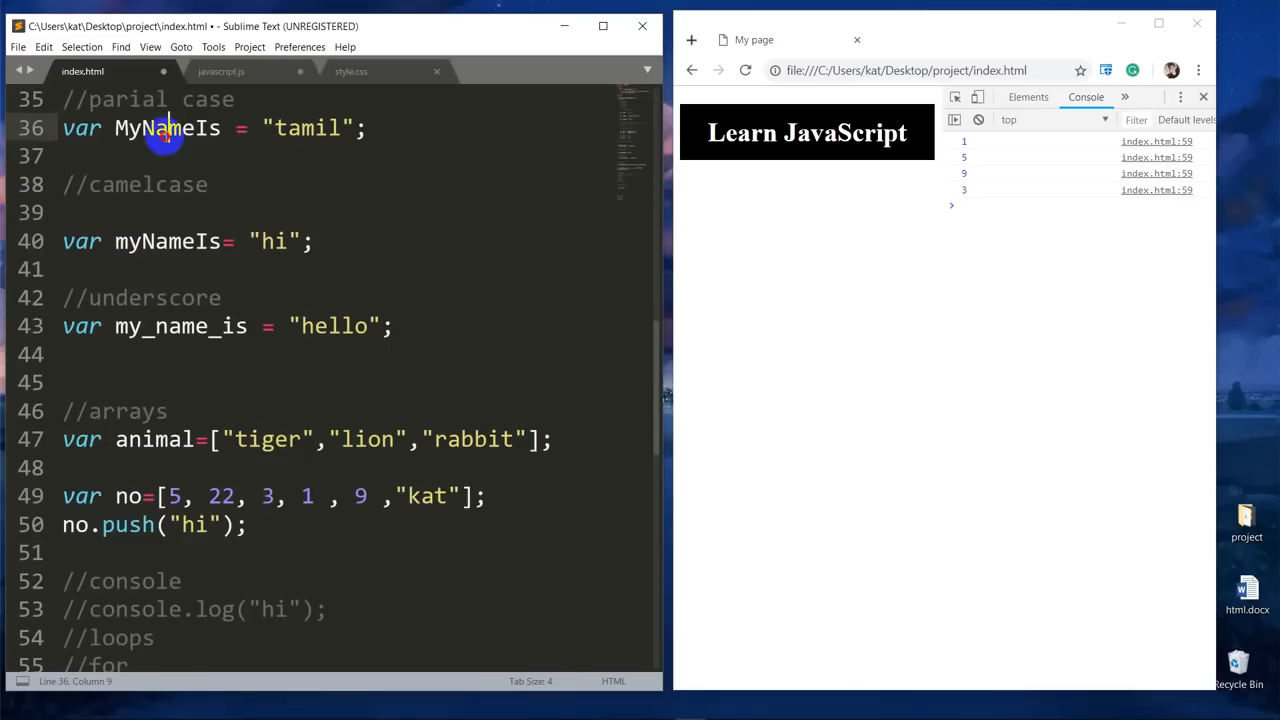 C:\Users\kat\Desktop\project\index.html • - Sublime Text (UNREGISTERED)
File Edit Selection Find View Goto Tools Project Preferences Help
index.html javascript.js style.css
35 //parial case
36 var MyNameIs = "tamil";
37
38 //camelcase
39
40 var myNameIs= "hi";
41
42 //underscore
43 var my_name_is = "hello";
44
45
46 //arrays
47 var animal=["tiger","lion","rabbit"];
48
49 var no=[5, 22, 3, 1 , 9 ,"kat"];
50 no.push("hi");
51
52 //console
53 //console.log("hi");
54 //loops
55 //for
Line 36, Column 9 Tab Size: 4 HTML
My page
file:///C:/Users/kat/Desktop/project/index.html
Learn JavaScript
Elements Console »
top Filter Default levels
1 index.html:59
5 index.html:59
9 index.html:59
3 index.html:59
>
project
html.docx
Recycle Bin